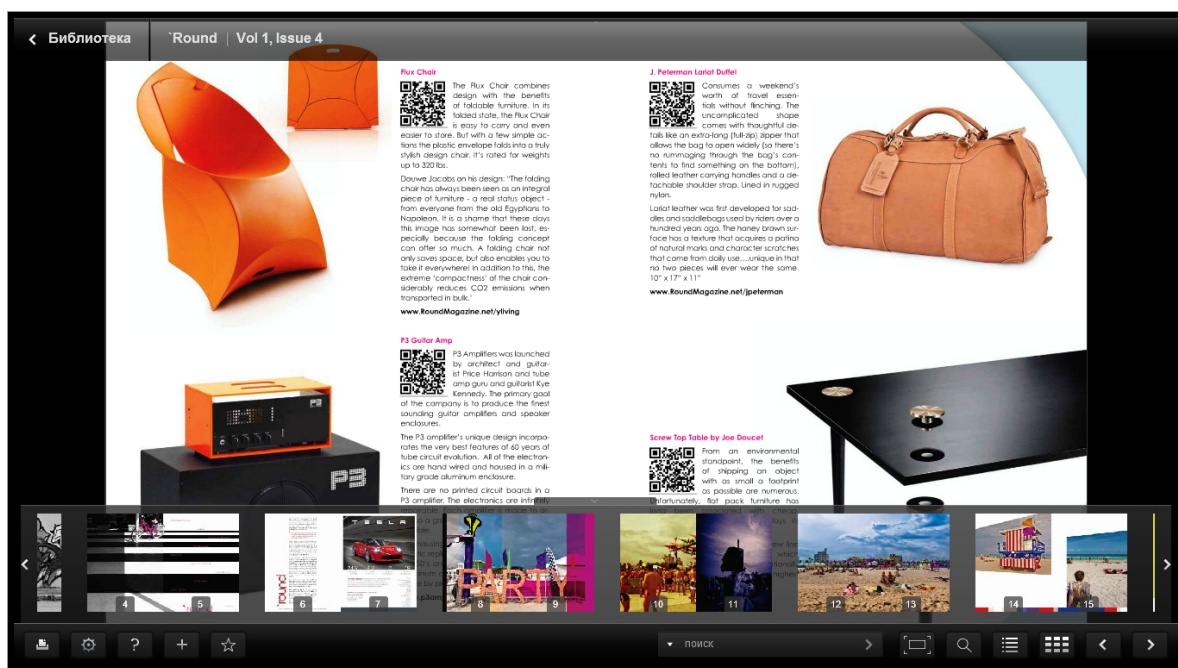 Библиотека
`Round | Vol 1, Issue 4
Flux Chair
The Flux Chair combines
design with the benefits
of foldable furniture. In its
folded state, the Flux Chair
is easy to carry and even
easier to store. But with a few simple ac-
tions the plastic envelope folds into a truly
stylish design chair. It's rated for weights
up to 320 lbs.
Douwe Jacobs on his design: "The folding
chair has always been seen as an integral
piece of furniture - a real status object -
from everyone from the old Egyptians to
Napoleon. It is a shame that these days
this image has somewhat been lost, es-
pecially because the folding concept
can offer so much. A folding chair not
only saves space, but also enables you to
take it everywhere! In addition to this, the
extreme 'compactness' of the chair con-
siderably reduces CO2 emissions when
transported in bulk.'
www.RoundMagazine.net/yliving
P3 Guitar Amp
P3 Amplifiers was launched
by architect and guitar-
ist Price Harrison and tube
amp guru and guitarist Kye
Kennedy. The primary goal
of the company is to produce the finest
sounding guitar amplifiers and speaker
enclosures.
The P3 amplifier's unique design incorpo-
rates the very best features of 60 years of
tube circuit evolution. All of the electron-
ics are hand wired and housed in a mili-
tary grade aluminum enclosure.
There are no printed circuit boards in a
P3 amplifier. The electronics are infinitely
J. Peterman Lariat Duffel
Consumes a weekend's
worth of travel essen-
tials without flinching. The
uncomplicated shape
comes with thoughtful de-
tails like an extra-long (full-zip) zipper that
allows the bag to open widely (so there's
no rummaging through the bag's con-
tents to find something on the bottom),
rolled leather carrying handles and a de-
tachable shoulder strap. Lined in rugged
nylon.
Lariat leather was first developed for sad-
dles and saddlebags used by riders over a
hundred years ago. The honey brown sur-
face has a texture that acquires a patina
of natural marks and character scratches
that come from daily use....unique in that
no two pieces will ever wear the same.
10" x 17" x 11"
www.RoundMagazine.net/jpeterman
Screw Top Table by Joe Doucet
From an environmental
standpoint, the benefits
of shipping an object
with as small a footprint
as possible are numerous.
Unfortunately, flat pack furniture has
P3
P3
TESLA
round
PARTY
4 5 6 7 8 9 10 11 12 13 14 15
поиск